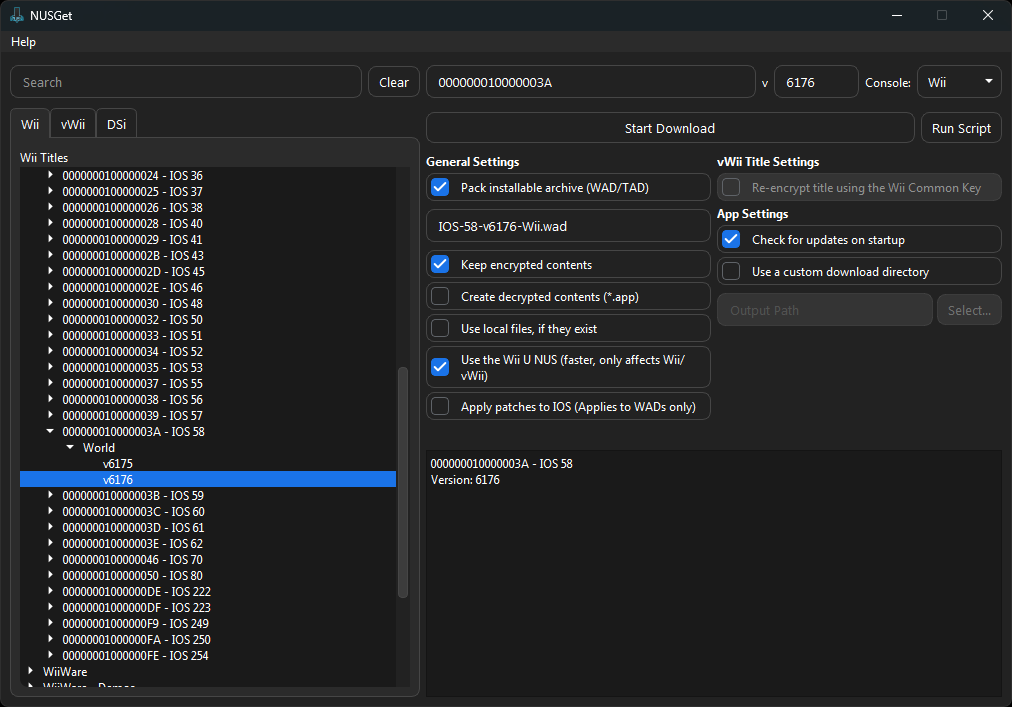 NUSGet
Help
Search
Clear
000000010000003A
v
6176
Console:
Wii
Wii
vWii
DSi
Start Download
Run Script
Wii Titles
0000000100000024 - IOS 36
0000000100000025 - IOS 37
0000000100000026 - IOS 38
0000000100000028 - IOS 40
0000000100000029 - IOS 41
000000010000002B - IOS 43
000000010000002D - IOS 45
000000010000002E - IOS 46
0000000100000030 - IOS 48
0000000100000032 - IOS 50
0000000100000033 - IOS 51
0000000100000034 - IOS 52
0000000100000035 - IOS 53
0000000100000037 - IOS 55
0000000100000038 - IOS 56
0000000100000039 - IOS 57
000000010000003A - IOS 58
World
v6175
v6176
000000010000003B - IOS 59
000000010000003C - IOS 60
000000010000003D - IOS 61
000000010000003E - IOS 62
0000000100000046 - IOS 70
0000000100000050 - IOS 80
00000001000000DE - IOS 222
00000001000000DF - IOS 223
00000001000000F9 - IOS 249
00000001000000FA - IOS 250
00000001000000FE - IOS 254
WiiWare
WiiWare - Demos
General Settings
Pack installable archive (WAD/TAD)
IOS-58-v6176-Wii.wad
Keep encrypted contents
Create decrypted contents (*.app)
Use local files, if they exist
Use the Wii U NUS (faster, only affects Wii/
vWii)
Apply patches to IOS (Applies to WADs only)
vWii Title Settings
Re-encrypt title using the Wii Common Key
App Settings
Check for updates on startup
Use a custom download directory
Output Path
Select...
000000010000003A - IOS 58
Version: 6176